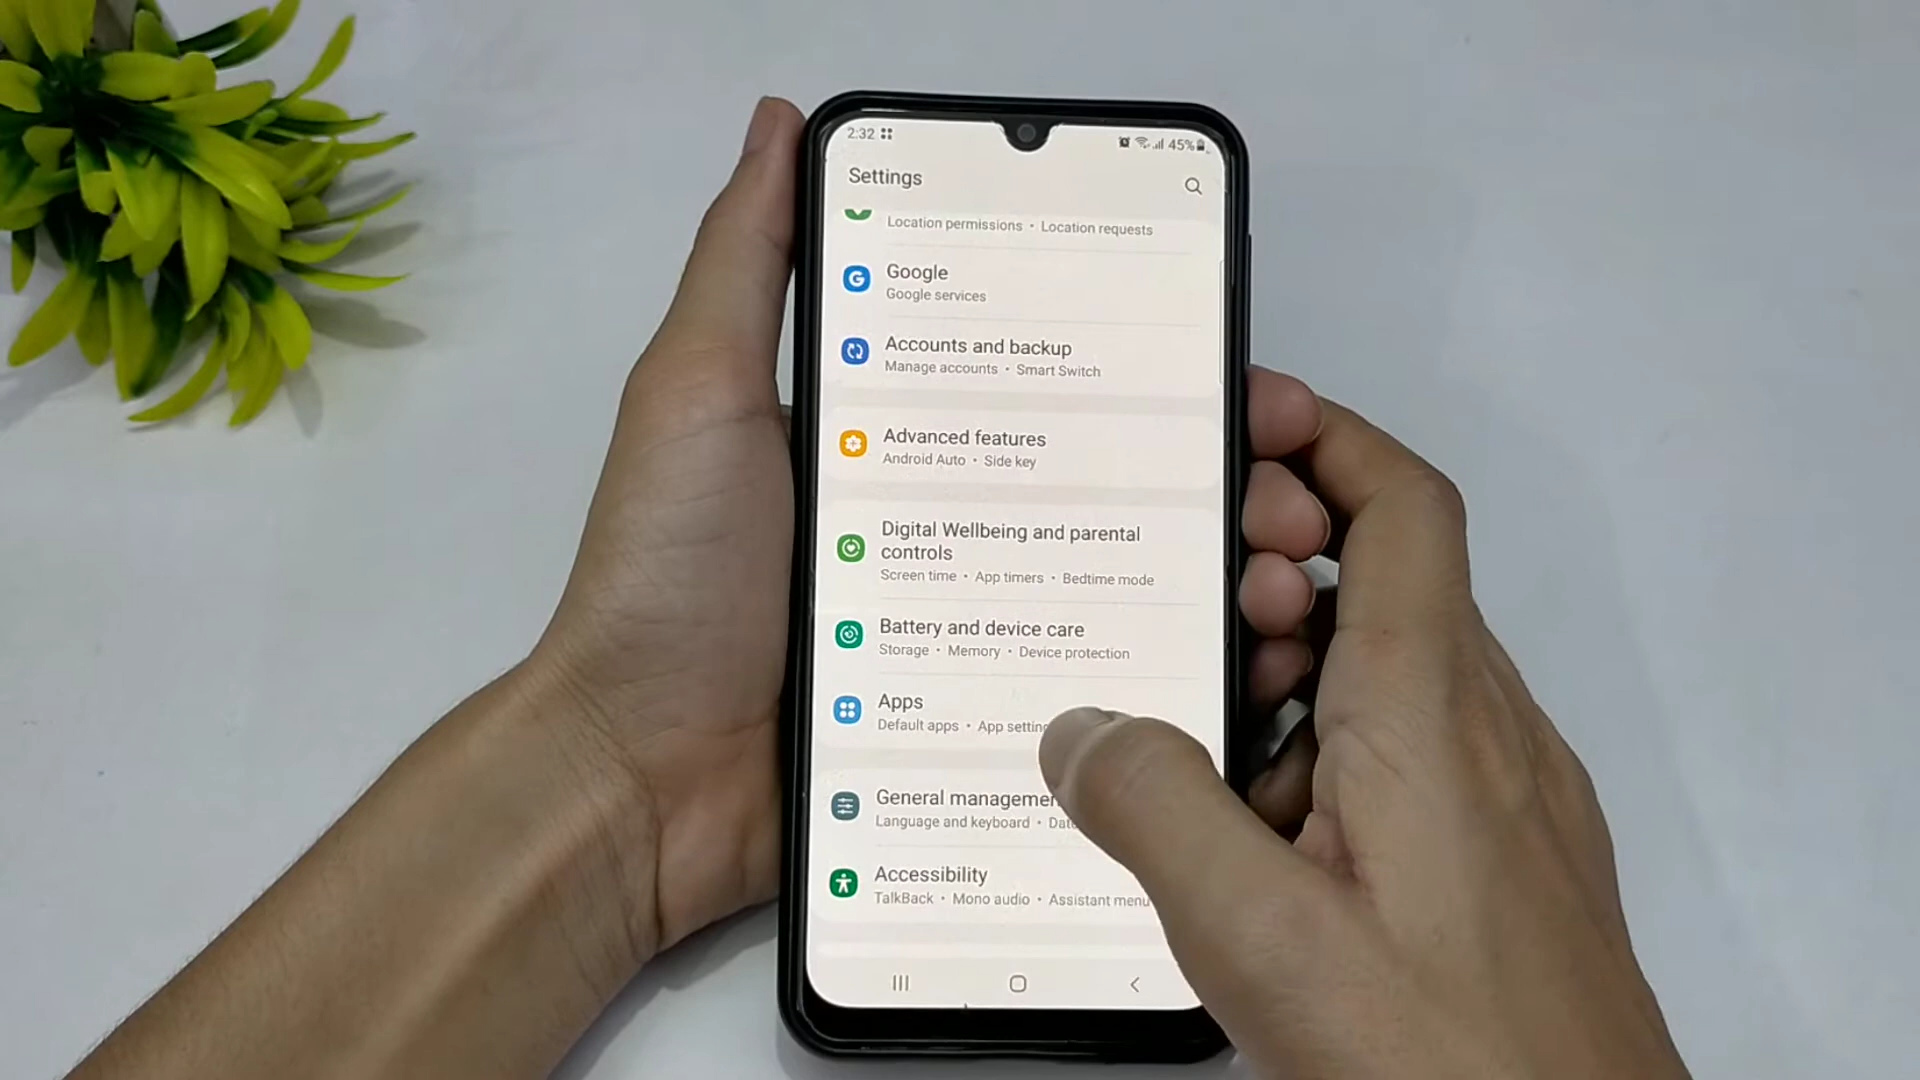 2:32
45%
Settings
Location permissions • Location requests
Google
Google services
Accounts and backup
Manage accounts • Smart Switch
Advanced features
Android Auto • Side key
Digital Wellbeing and parental
controls
Screen time • App timers • Bedtime mode
Battery and device care
Storage • Memory • Device protection
Apps
Default apps • App
General
Language and keyboard •
Accessibility
TalkBack • Mono audio • Assistant menu